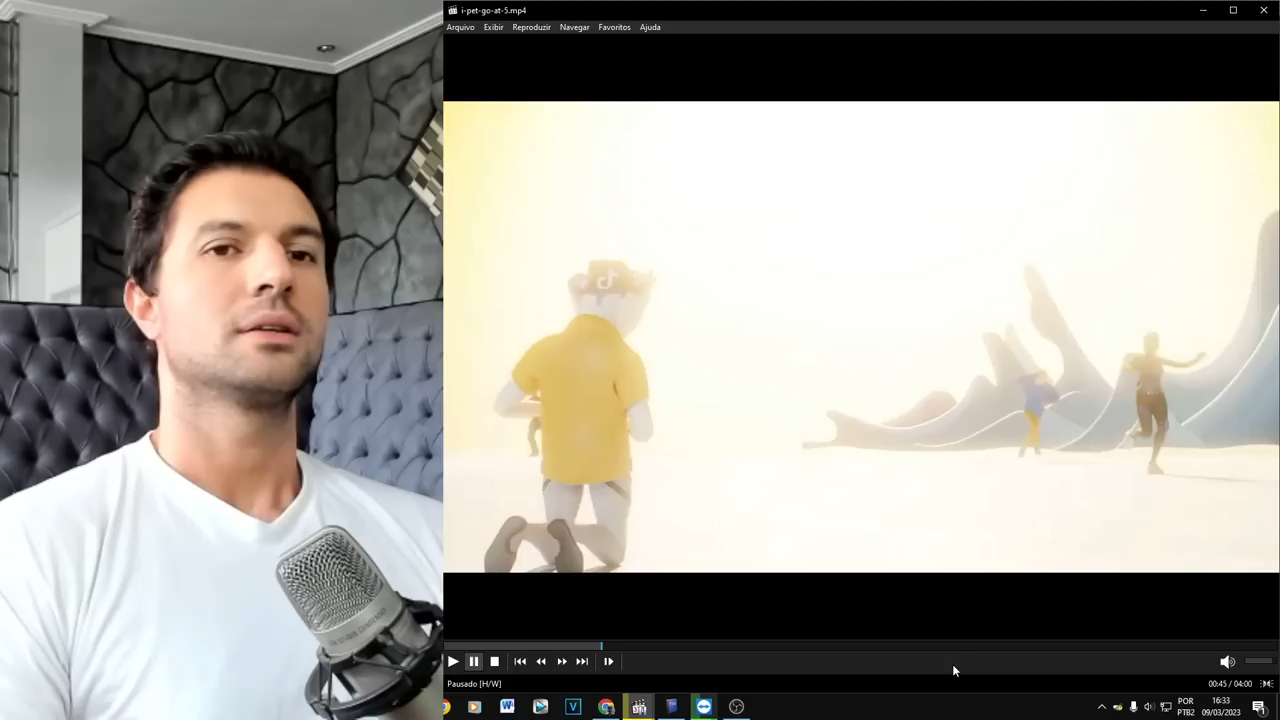 i-pet-go-at-5.mp4
Arquivo Exibir Reproduzir Navegar Favoritos Ajuda
Pausado [H/W]
00:45 / 04:00
POR
PTB2
16:33
09/03/2023